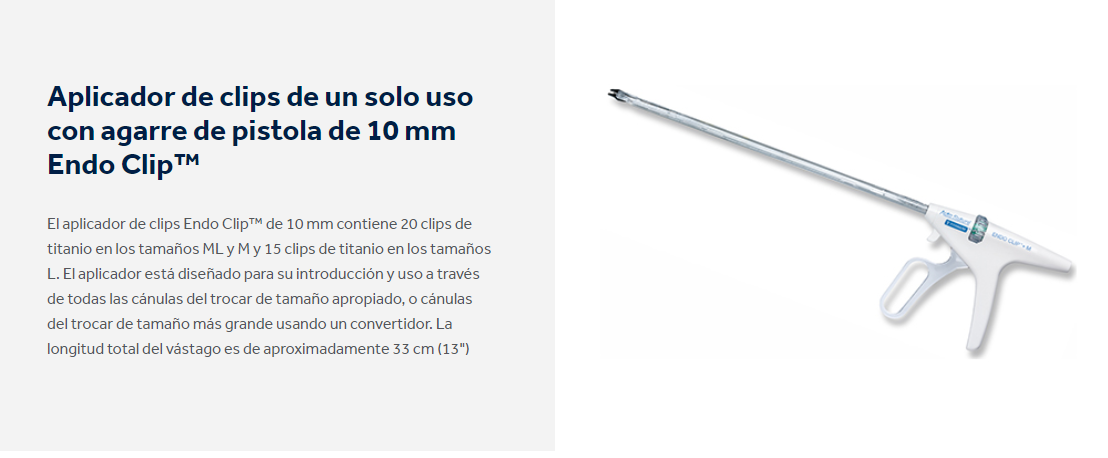 Aplicador de clips de un solo uso
con agarre de pistola de 10 mm
Endo Clip™
El aplicador de clips Endo Clip™ de 10 mm contiene 20 clips de
titanio en los tamaños ML y M y 15 clips de titanio en los tamaños
L. El aplicador está diseñado para su introducción y uso a través
de todas las cánulas del trocar de tamaño apropiado, o cánulas
del trocar de tamaño más grande usando un convertidor. La
longitud total del vástago es de aproximadamente 33 cm (13")
Auto Suture
ENDO CLIP™ M